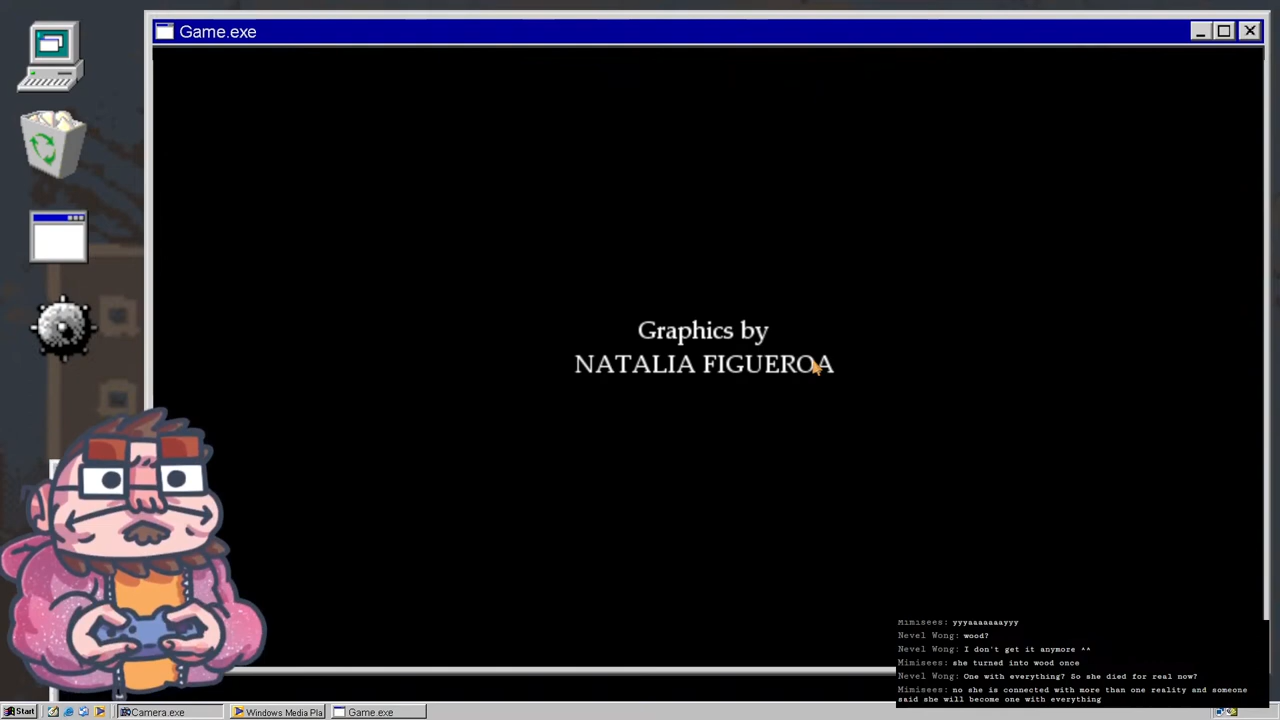 Game.exe
Graphics by
NATALIA FIGUEROA
Mimisees: yyyaaaaaaayyy
Nevel Wong: wood?
Nevel Wong: I don't get it anymore ^^
Mimisees: she turned into wood once
Nevel Wong: One with everything? So she died for real now?
Mimisees: no she is connected with more than one reality and someone
said she will become one with everything
Start
Camera.exe
Windows Media Pla
Game.exe